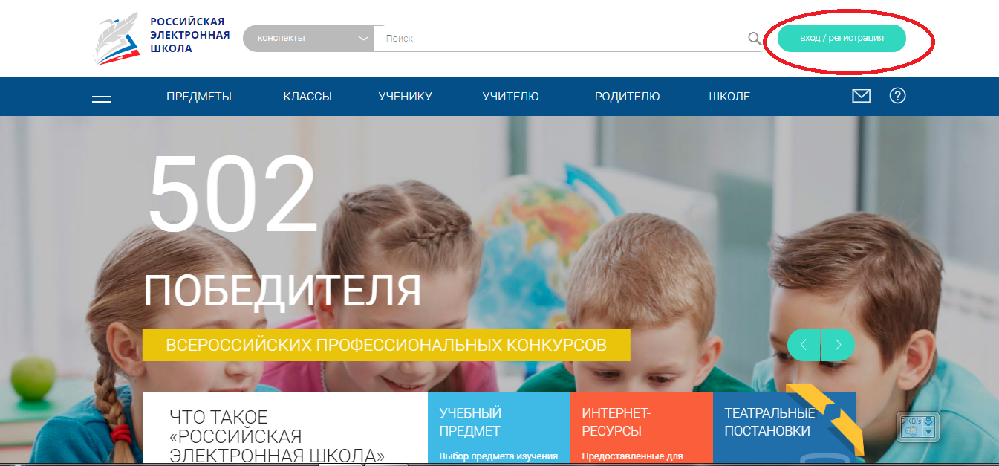 РОССИЙСКАЯ
ЭЛЕКТРОННАЯ
ШКОЛА
конспекты
Поиск
вход / регистрация
ПРЕДМЕТЫ КЛАССЫ УЧЕНИКУ УЧИТЕЛЮ РОДИТЕЛЮ ШКОЛЕ
502
ПОБЕДИТЕЛЯ
ВСЕРОССИЙСКИХ ПРОФЕССИОНАЛЬНЫХ КОНКУРСОВ
ЧТО ТАКОЕ
«РОССИЙСКАЯ
ЭЛЕКТРОННАЯ ШКОЛА»
УЧЕБНЫЙ
ПРЕДМЕТ
Выбор предмета изучения
ИНТЕРНЕТ-
РЕСУРСЫ
Предоставленные для
ТЕАТРАЛЬНЫЕ
ПОСТАНОВКИ
KB/s